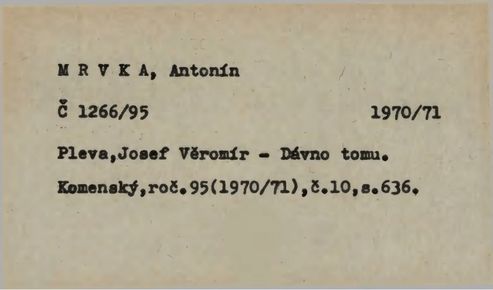 M R V K A, Antonín
Č 1266/95 1970/71
Pleva,Josef Věromír - Dávno tomu.
Komenský,roč.95(1970/71),č.10,s.636.